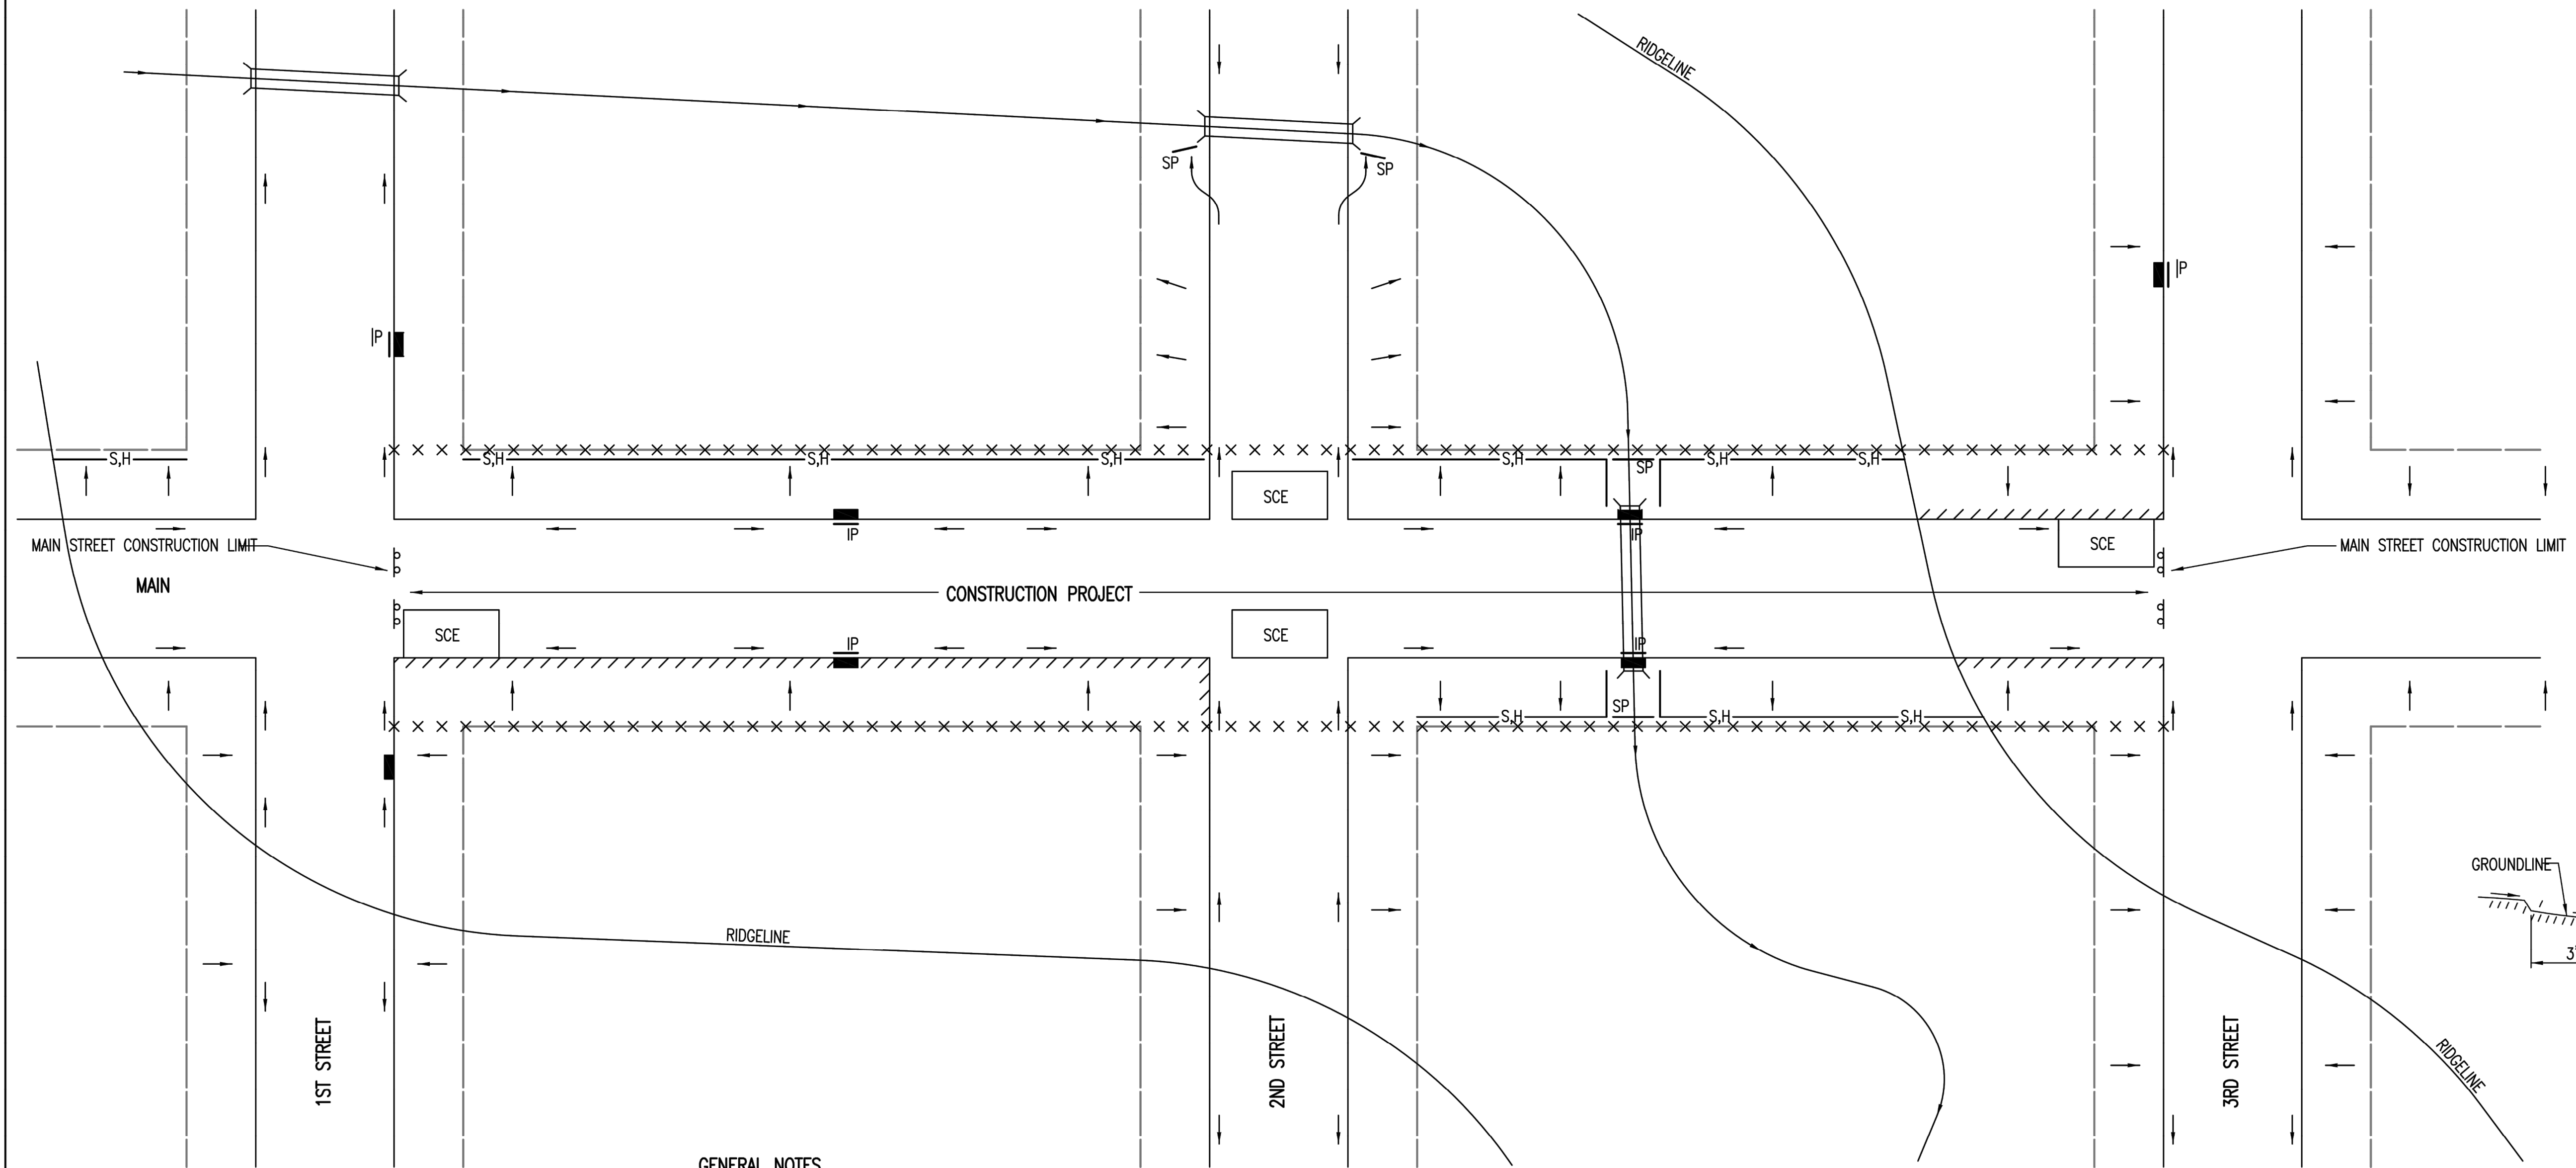 RIDGELINE
SP
SP
IP
IP
S,H
S,H
S,H
S,H
S,H
SP
S,H
S,H
SCE
IP
IP
MAIN STREET CONSTRUCTION LIMIT
SCE
MAIN STREET CONSTRUCTION LIMIT
MAIN
CONSTRUCTION PROJECT
SCE
IP
SCE
IP
S,H
SP
S,H
S,H
GROUNDLINE
RIDGELINE
3'
1ST STREET
2ND STREET
3RD STREET
RIDGELINE
GENERAL NOTES